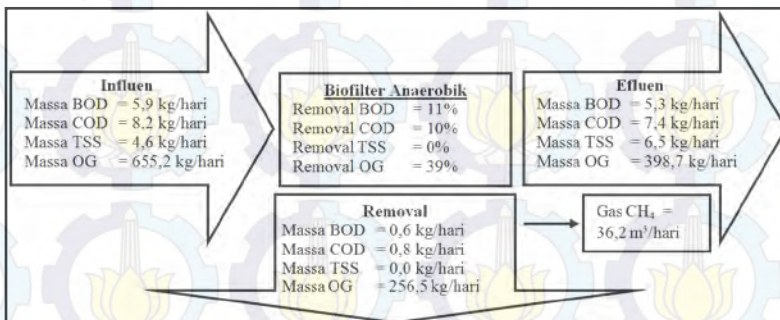 Influen
Massa BOD = 5,9 kg/hari
Massa COD = 8,2 kg/hari
Massa TSS = 4,6 kg/hari
Massa OG = 655,2 kg/hari
Biofilter Anaerobik
Removal BOD = 11%
Removal COD = 10%
Removal TSS = 0%
Removal OG = 39%
Efluen
Massa BOD = 5,3 kg/hari
Massa COD = 7,4 kg/hari
Massa TSS = 6,5 kg/hari
Massa OG = 398,7 kg/hari
Removal
Massa BOD = 0,6 kg/hari
Massa COD = 0,8 kg/hari
Massa TSS = 0,0 kg/hari
Massa OG = 256,5 kg/hari
Gas CH₄ =
36,2 m³/hari